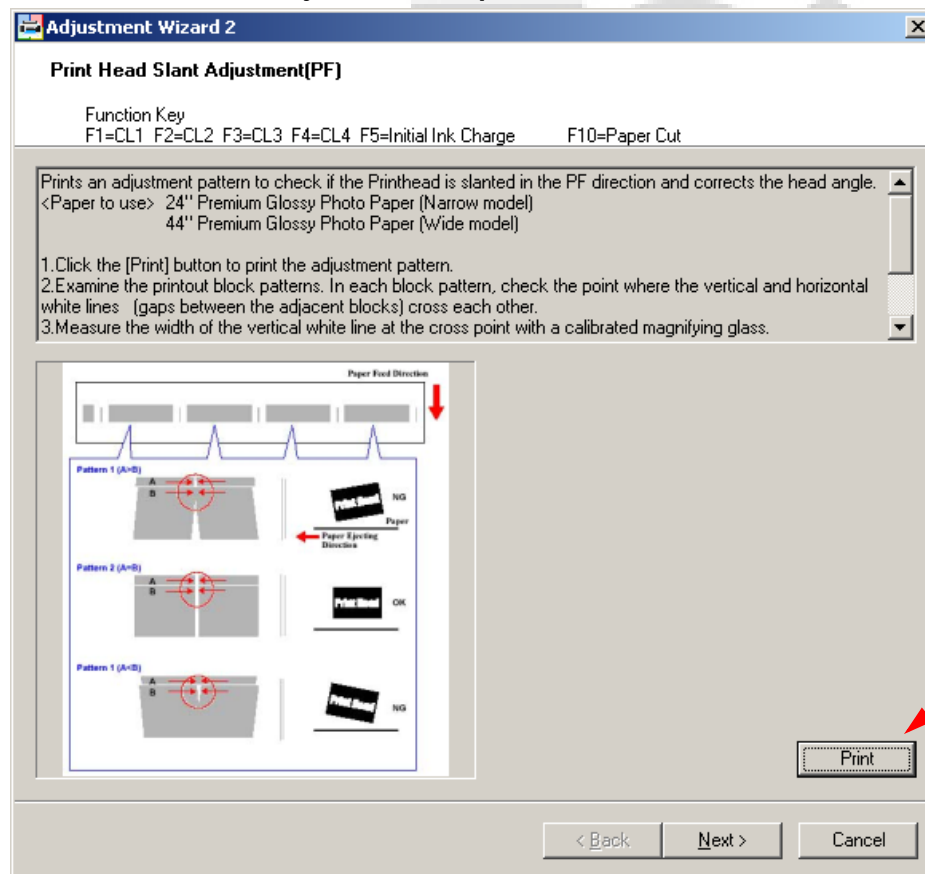 Adjustment Wizard 2
Print Head Slant Adjustment(PF)
Function Key
F1=CL1 F2=CL2 F3=CL3 F4=CL4 F5=Initial Ink Charge F10=Paper Cut
Prints an adjustment pattern to check if the Printhead is slanted in the PF direction and corrects the head angle.
<Paper to use> 24'' Premium Glossy Photo Paper (Narrow model)
44'' Premium Glossy Photo Paper (Wide model)
1.Click the [Print] button to print the adjustment pattern.
2.Examine the printout block patterns. In each block pattern, check the point where the vertical and horizontal
white lines (gaps between the adjacent blocks) cross each other.
3.Measure the width of the vertical white line at the cross point with a calibrated magnifying glass.
Paper Feed Direction
Pattern 1 (A>B)
A
B
Print Head
NG
Paper
Paper Ejecting
Direction
Pattern 2 (A=B)
A
B
Print Head
OK
Pattern 1 (A<B)
A
B
Print Head
NG
Print
< Back
Next >
Cancel